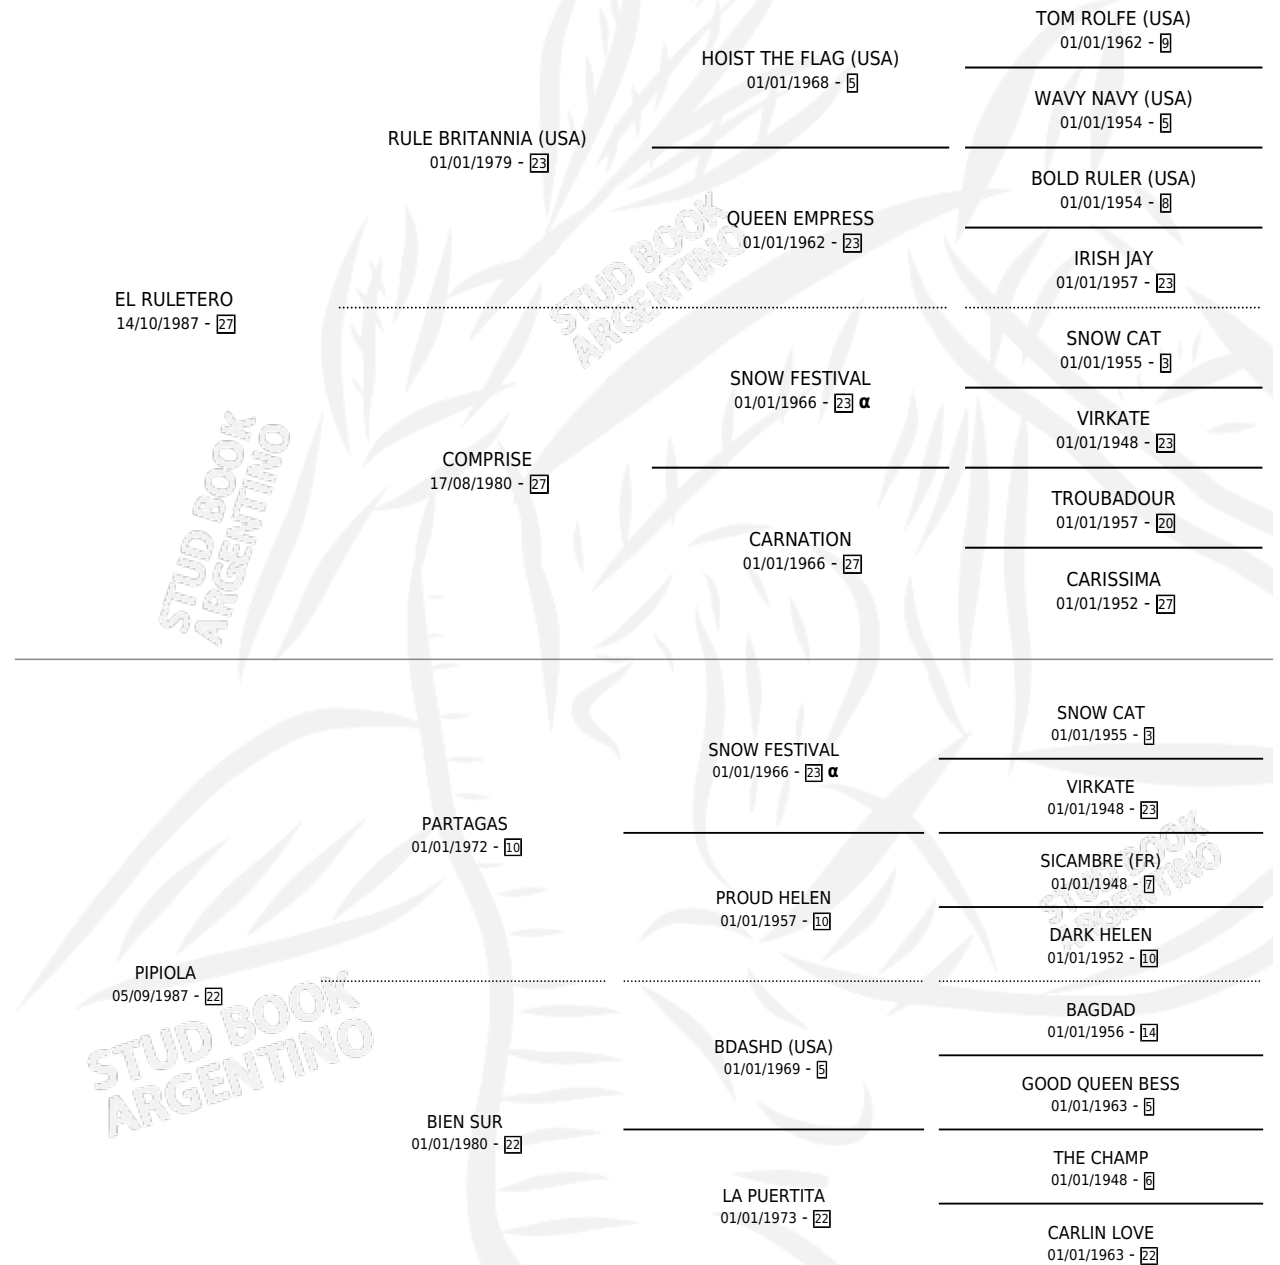 TOM ROLFE (USA)
01/01/1962 - 9
HOIST THE FLAG (USA)
01/01/1968 - 5
WAVY NAVY (USA)
01/01/1954 - 5
RULE BRITANNIA (USA)
01/01/1979 - 23
BOLD RULER (USA)
01/01/1954 - 8
QUEEN EMPRESS
01/01/1962 - 23
IRISH JAY
01/01/1957 - 23
EL RULETERO
14/10/1987 - 27
STUD BOOK
ARGENTINO
SNOW CAT
01/01/1955 - 3
SNOW FESTIVAL
01/01/1966 - 23 α
VIRKATE
01/01/1948 - 23
COMPRISE
17/08/1980 - 27
TROUBADOUR
01/01/1957 - 20
CARNATION
01/01/1966 - 27
CARISSIMA
01/01/1952 - 27
STUD BOOK
ARGENTINO
SNOW CAT
01/01/1955 - 3
SNOW FESTIVAL
01/01/1966 - 23 α
VIRKATE
01/01/1948 - 23
PARTAGAS
01/01/1972 - 10
SICAMBRE (FR)
01/01/1948 - 7
PROUD HELEN
01/01/1957 - 10
DARK HELEN
01/01/1952 - 10
STUD BOOK
ARGENTINO
PIPIOLA
05/09/1987 - 22
STUD BOOK
ARGENTINO
BAGDAD
01/01/1956 - 14
BDASHD (USA)
01/01/1969 - 5
GOOD QUEEN BESS
01/01/1963 - 5
BIEN SUR
01/01/1980 - 22
THE CHAMP
01/01/1948 - 6
LA PUERTITA
01/01/1973 - 22
CARLIN LOVE
01/01/1963 - 22